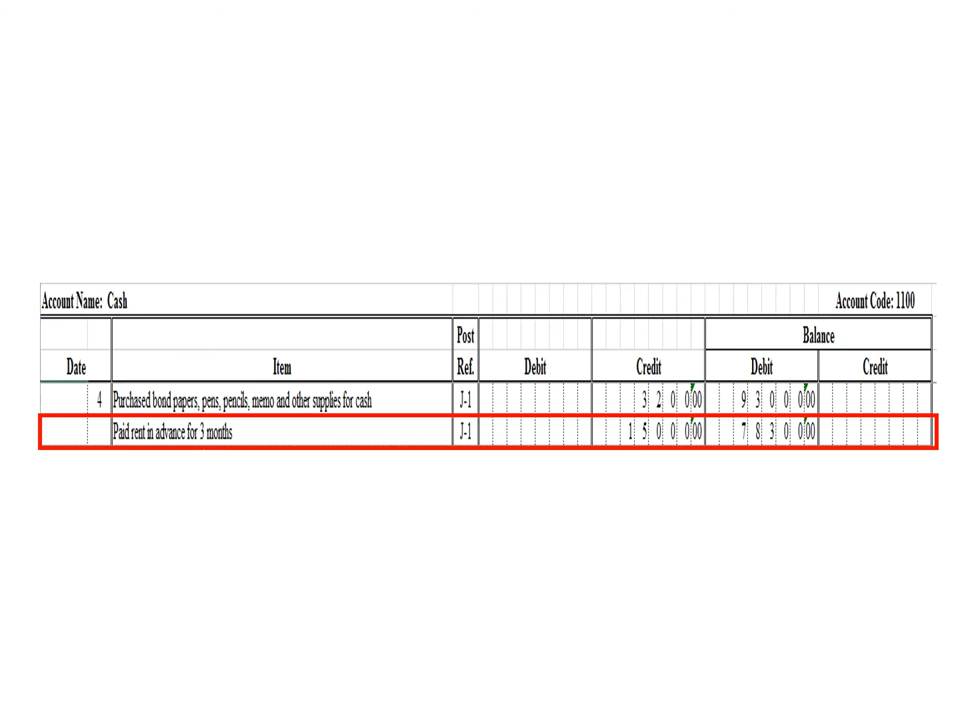 Account Name: Cash Account Code: 1100
Post Balance
Date Item Ref. Debit Credit Debit Credit
4 Purchased bond papers, pens, pencils, memo and other supplies for cash J-1 3 2 0 0 00 9 3 0 0 0 00
Paid rent in advance for 3 months J-1 1 5 0 0 0 00 7 8 3 0 0 00